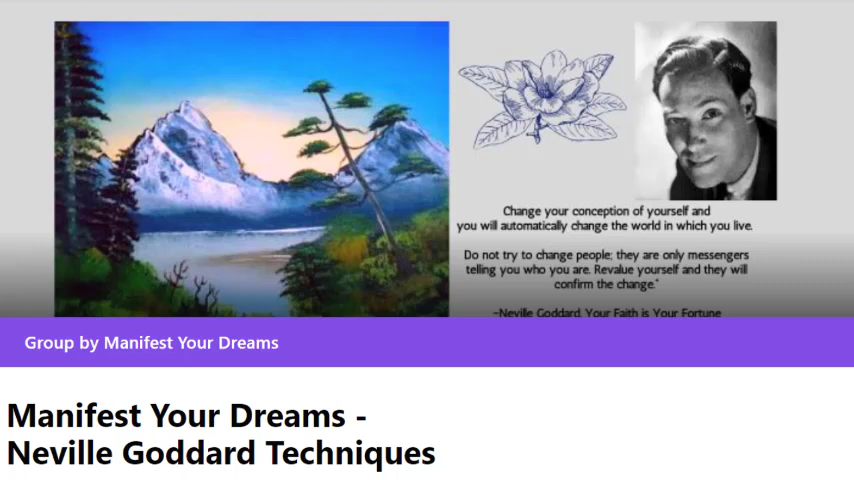 Change your conception of yourself and
you will automatically change the world in which you live.
Do not try to change people; they are only messengers
telling you who you are. Revalue yourself and they will
confirm the change."
~Neville Goddard, Your Faith is Your Fortune
Group by Manifest Your Dreams
Manifest Your Dreams -
Neville Goddard Techniques